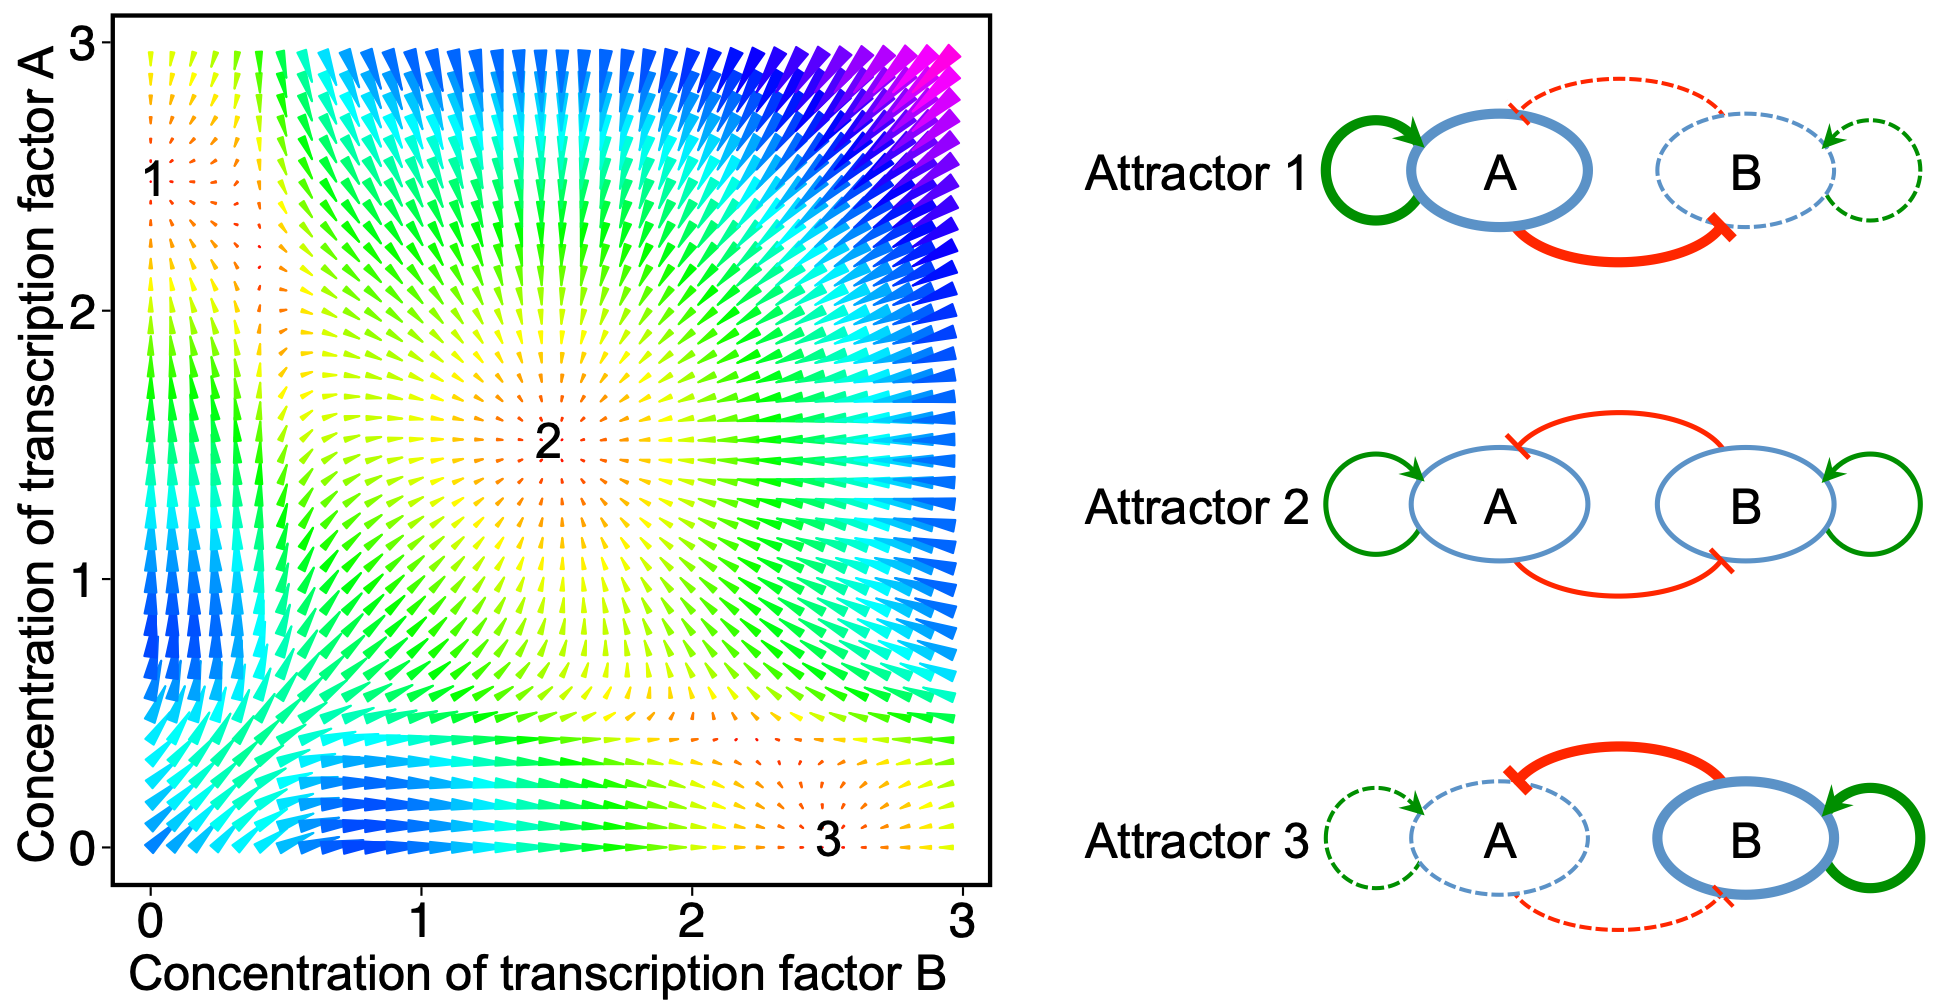 Concentration of transcription factor A
3
2
1
0
0
1
2
3
Concentration of transcription factor B
1
2
3
Attractor 1
A
B
Attractor 2
A
B
Attractor 3
A
B